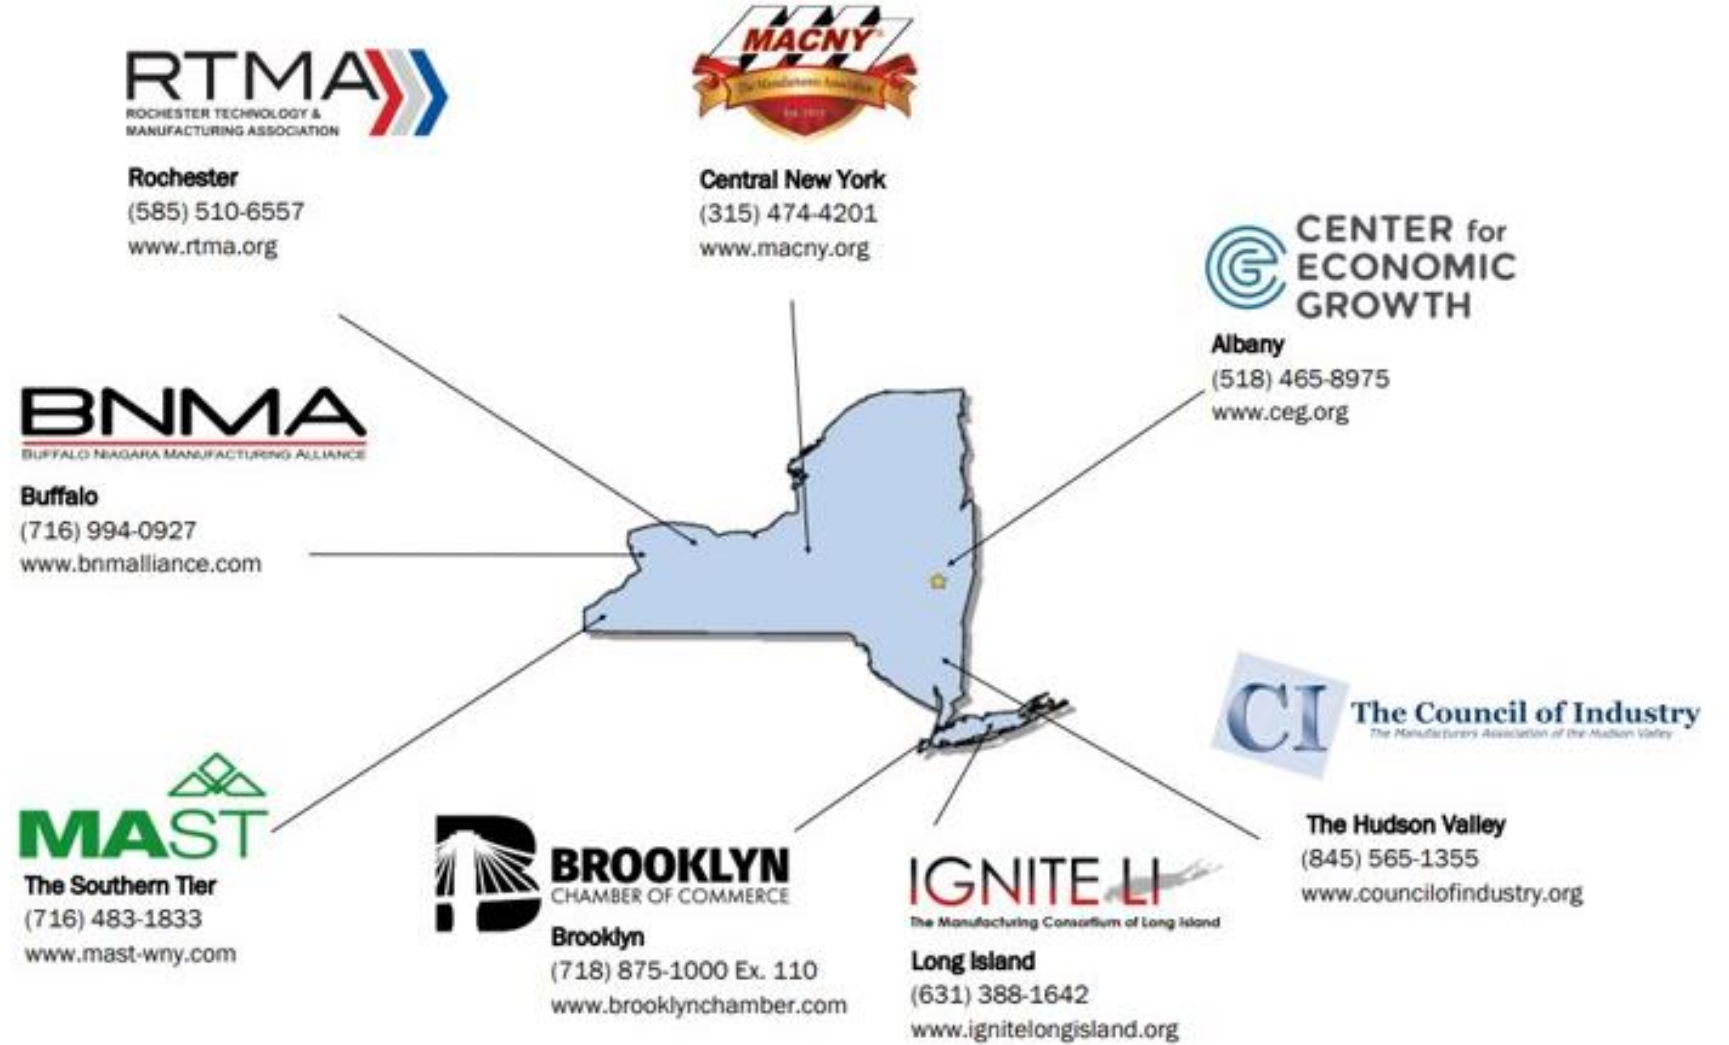 RTMA
ROCHESTER TECHNOLOGY &
MANUFACTURING ASSOCIATION
Rochester
(585) 510-6557
www.rtma.org
MACNY
The Manufacturers Association
Est. 1913
Central New York
(315) 474-4201
www.macny.org
CENTER for
ECONOMIC
GROWTH
Albany
(518) 465-8975
www.ceg.org
BNMA
BUFFALO NIAGARA MANUFACTURING ALLIANCE
Buffalo
(716) 994-0927
www.bnmalliance.com
CI
The Council of Industry
The Manufacturers Association of the Hudson Valley
The Hudson Valley
(845) 565-1355
www.councilofindustry.org
MAST
The Southern Tier
(716) 483-1833
www.mast-wny.com
B
BROOKLYN
CHAMBER OF COMMERCE
Brooklyn
(718) 875-1000 Ex. 110
www.brooklynchamber.com
IGNITE LI
The Manufacturing Consortium of Long Island
Long Island
(631) 388-1642
www.ignitelongisland.org